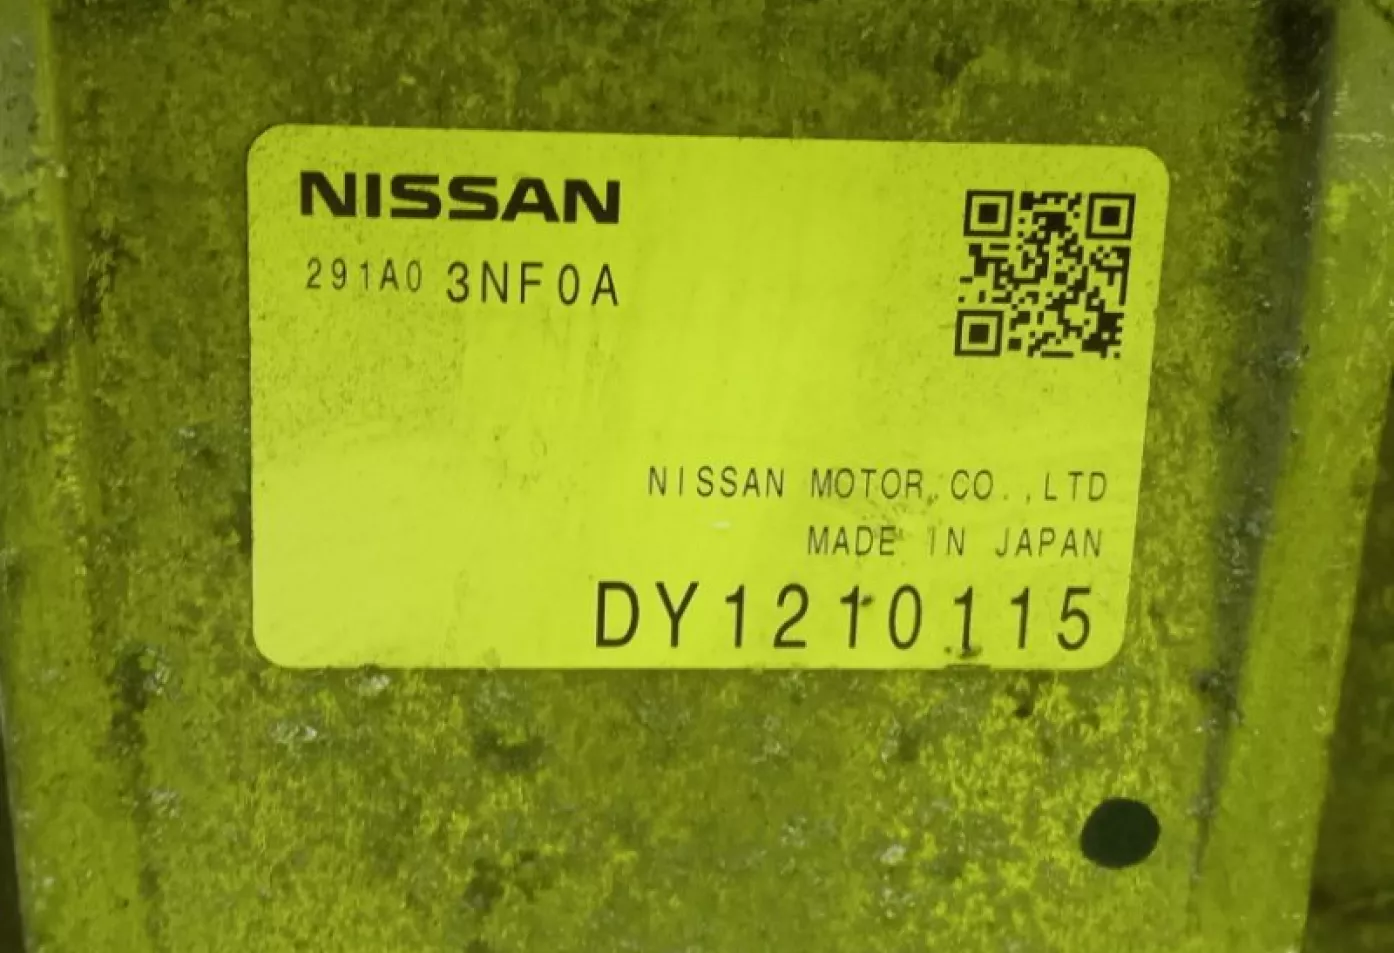 NISSAN
291A0 3NF0A
NISSAN MOTOR CO.,LTD
MADE IN JAPAN
DY1210115